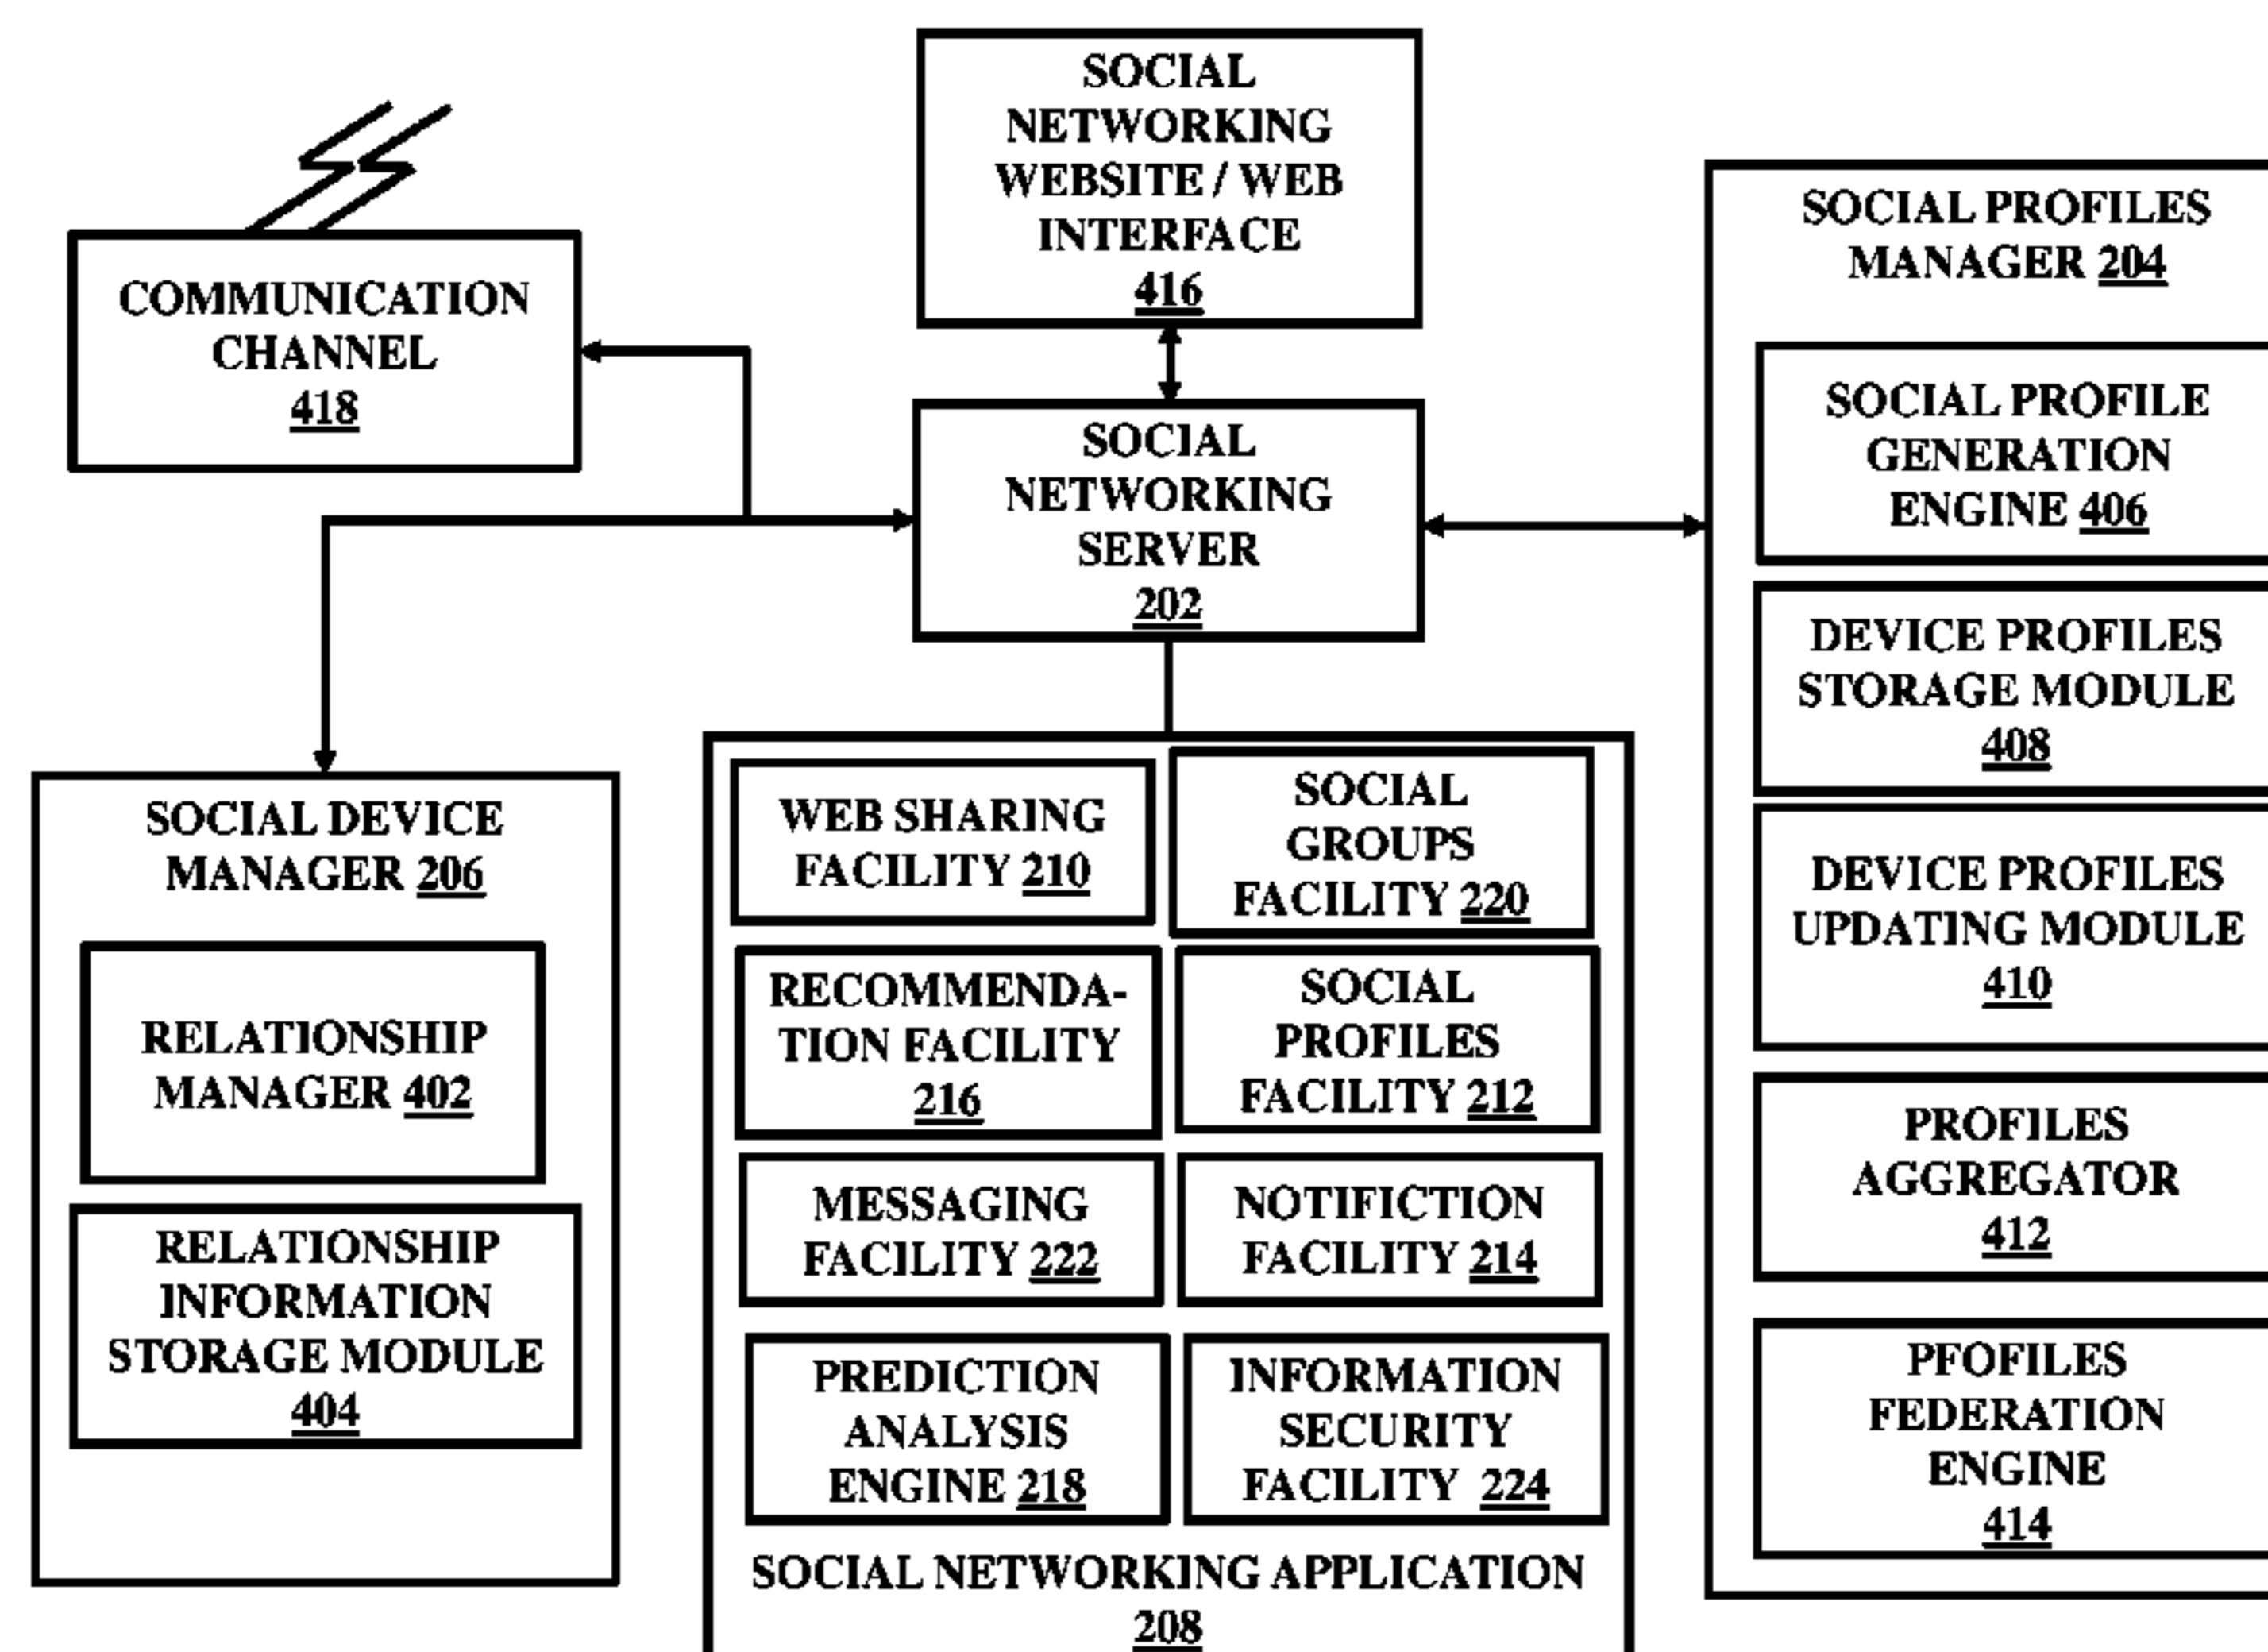 SOCIAL
NETWORKING
WEBSITE / WEB
INTERFACE
416
COMMUNICATION
CHANNEL
418
SOCIAL
NETWORKING
SERVER
202
SOCIAL PROFILES
MANAGER 204
SOCIAL PROFILE
GENERATION
ENGINE 406
DEVICE PROFILES
STORAGE MODULE
408
DEVICE PROFILES
UPDATING MODULE
410
PROFILES
AGGREGATOR
412
PFOFILES
FEDERATION
ENGINE
414
SOCIAL DEVICE
MANAGER 206
RELATIONSHIP
MANAGER 402
RELATIONSHIP
INFORMATION
STORAGE MODULE
404
WEB SHARING
FACILITY 210
SOCIAL
GROUPS
FACILITY 220
RECOMMENDA-
TION FACILITY
216
SOCIAL
PROFILES
FACILITY 212
MESSAGING
FACILITY 222
NOTIFICTION
FACILITY 214
PREDICTION
ANALYSIS
ENGINE 218
INFORMATION
SECURITY
FACILITY 224
SOCIAL NETWORKING APPLICATION
208